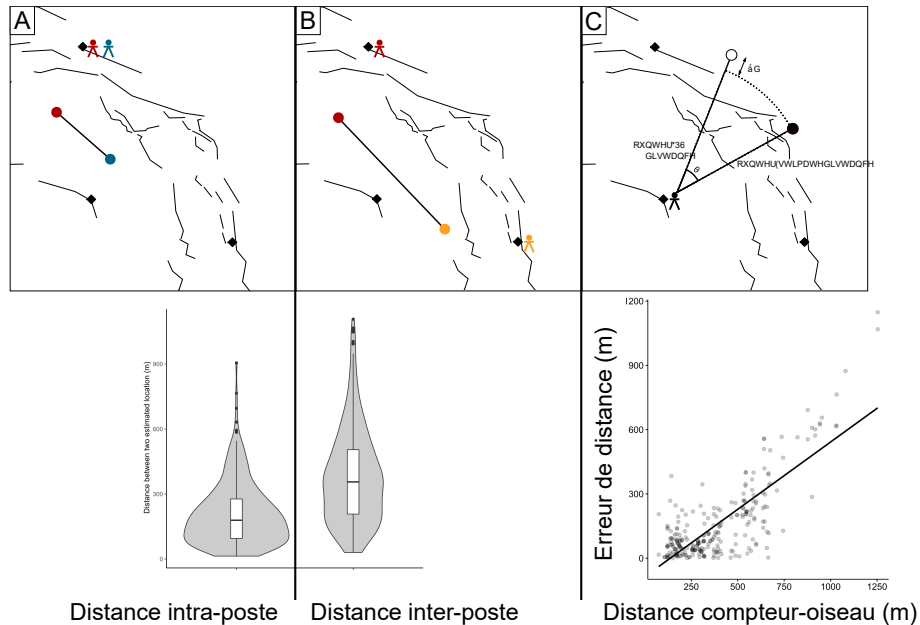 A
B
C
å G
RXQWHU*36
GLVWDQFH
θ
RXQWHU(VWLPDWHGLVWDQFH
Distance between two estimated location (m)
900
600
300
0
Erreur de distance (m)
1200
900
600
300
0
250
500
750
1000
1250
Distance intra-poste
Distance inter-poste
Distance compteur-oiseau (m)